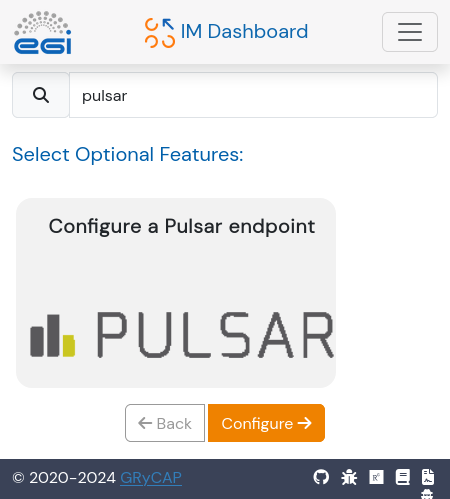 egi
IM Dashboard
pulsar
Select Optional Features:
Configure a Pulsar endpoint
PULSAR
Back
Configure
© 2020-2024 GRyCAP